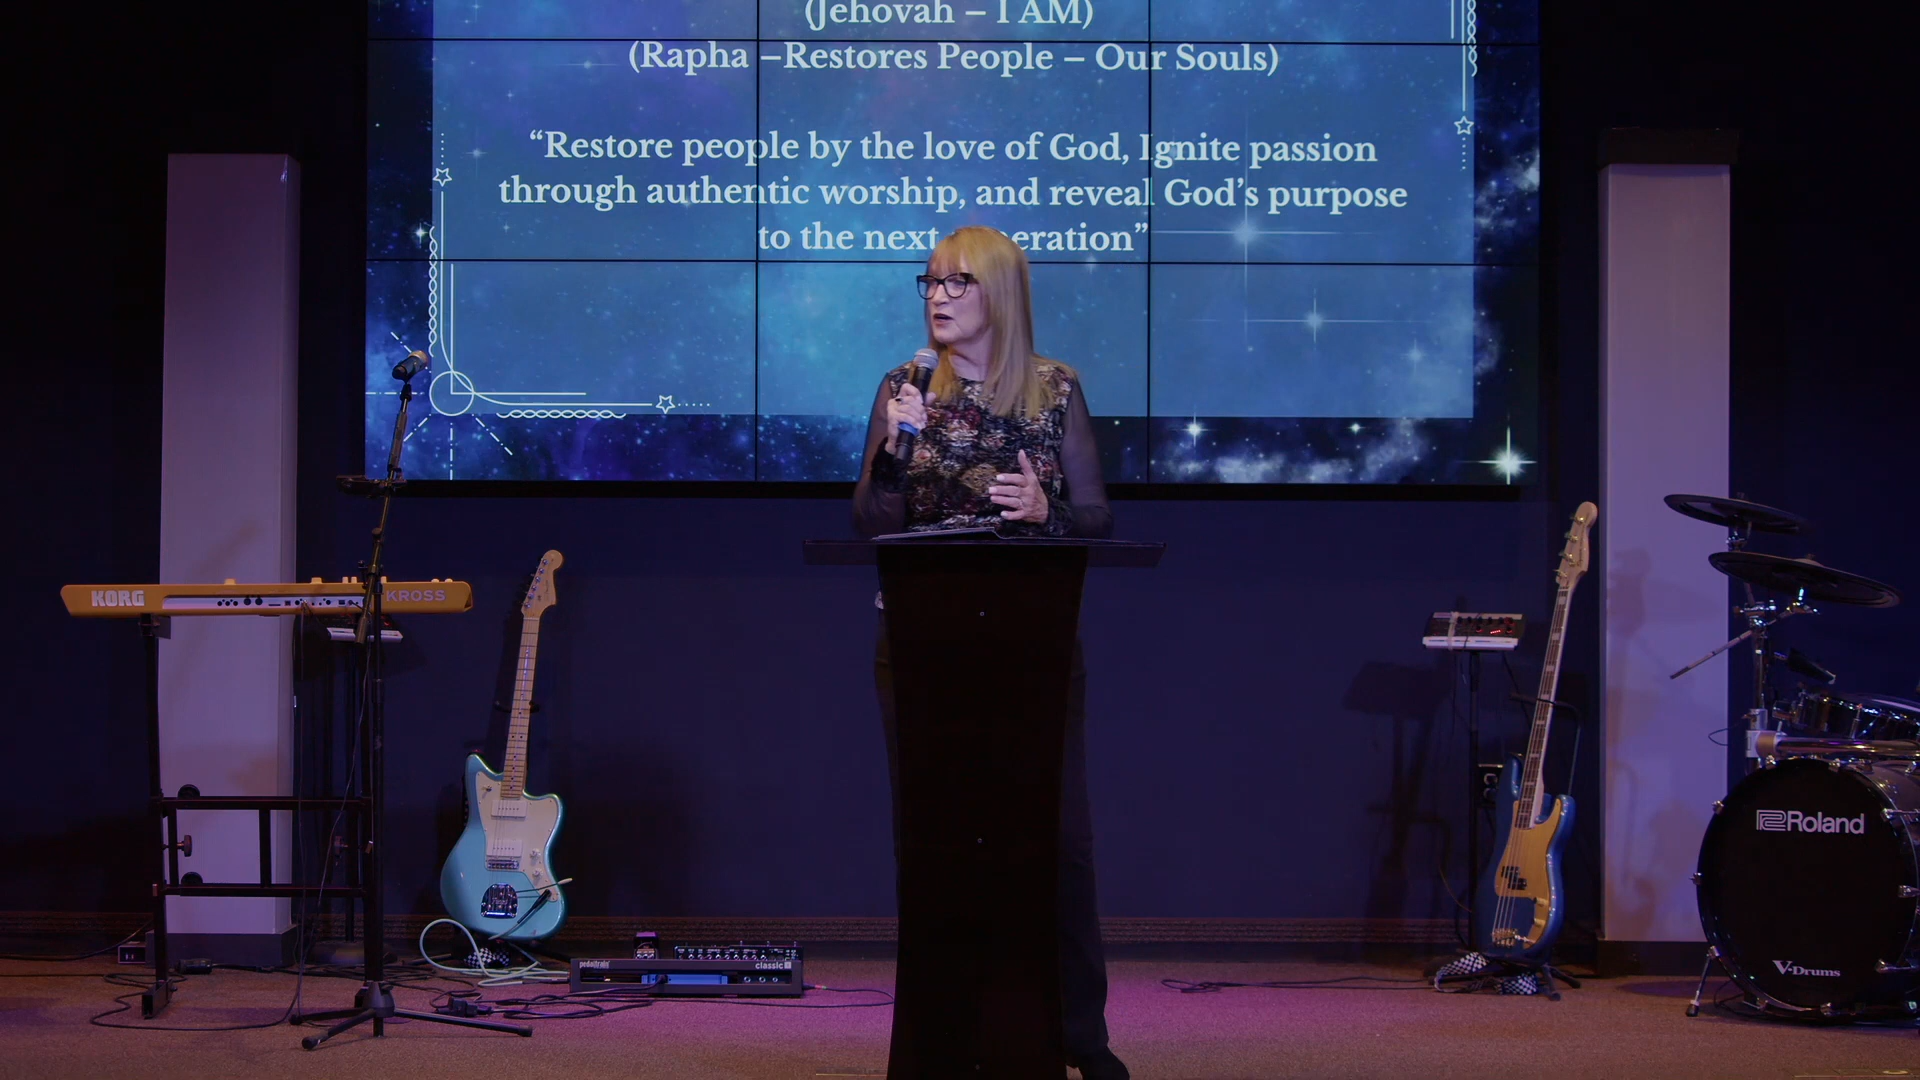 (Jehovah – I AM)
(Rapha –Restores People – Our Souls)
“Restore people by the love of God, Ignite passion
through authentic worship, and reveal God’s purpose
to the next eneration”
KORG
KROSS
Roland
V-Drums
pedaltrain
classic